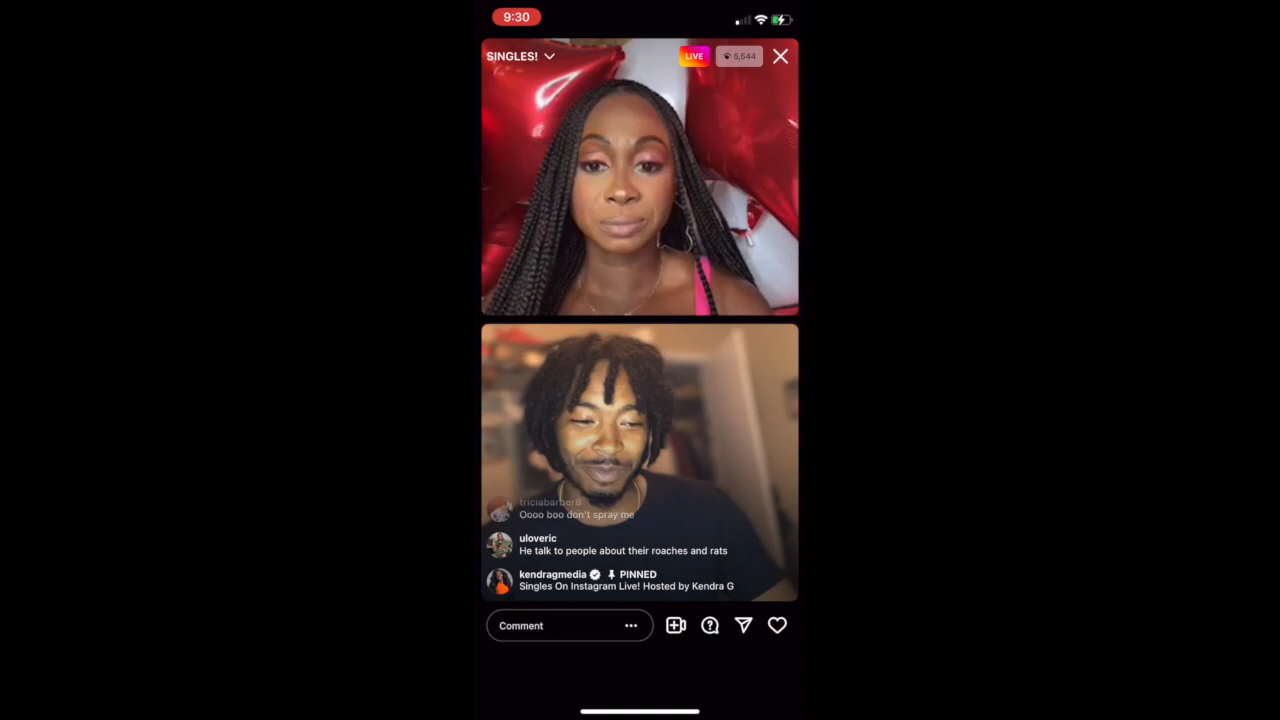 9:30
SINGLES!
LIVE
5,544
triciabarber8
Oooo boo don't spray me
uloveric
He talk to people about their roaches and rats
kendragmedia PINNED
Singles On Instagram Live! Hosted by Kendra G
Comment